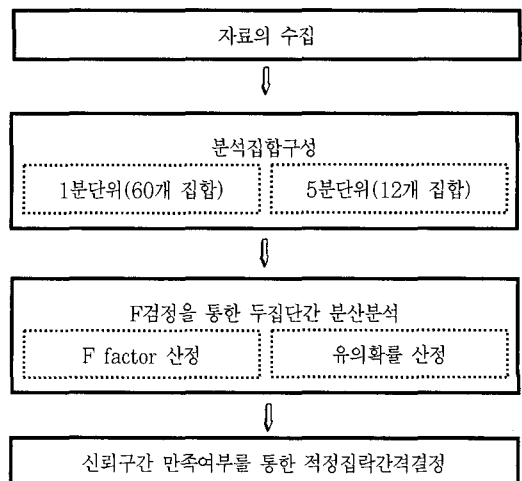 자료의 수집
분석집합구성
1분단위(60개 집합) 5분단위(12개 집합)
F검정을 통한 두집단간 분산분석
F factor 산정 유의확률 산정
신뢰구간 만족여부를 통한 적정집락간격결정